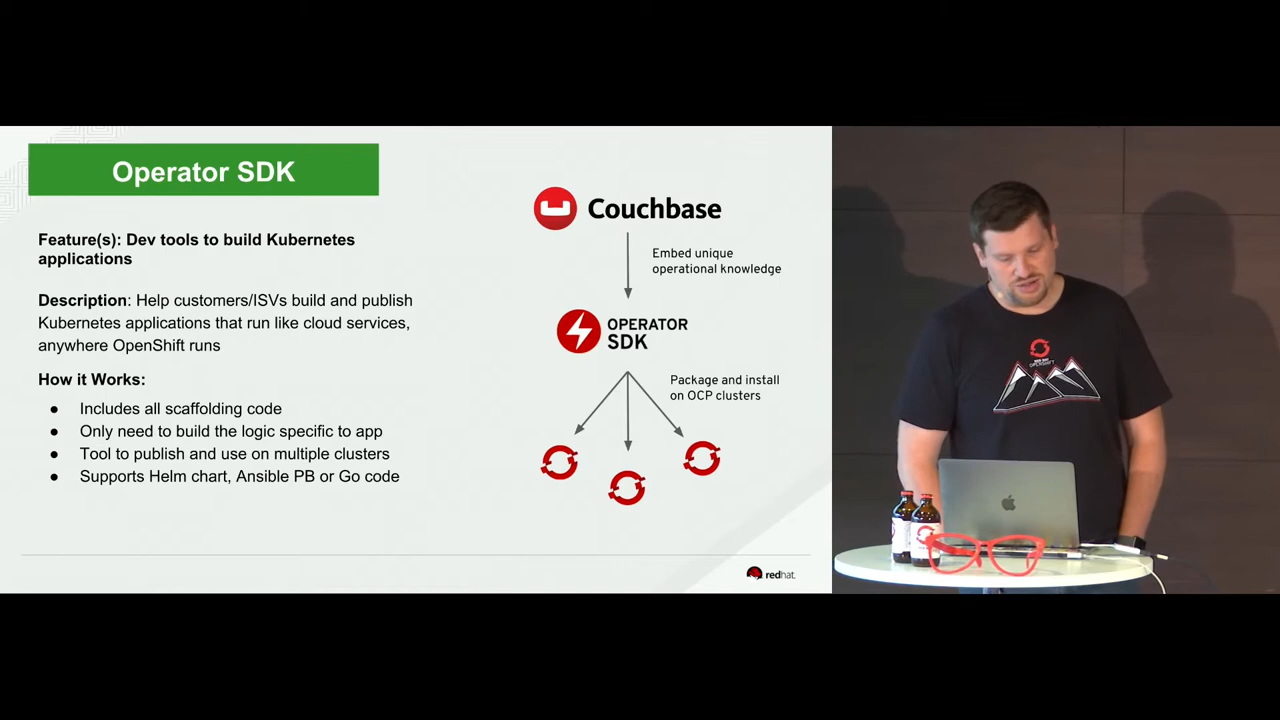 Operator SDK
Feature(s): Dev tools to build Kubernetes
applications
Description: Help customers/ISVs build and publish
Kubernetes applications that run like cloud services,
anywhere OpenShift runs
How it Works:
● Includes all scaffolding code
● Only need to build the logic specific to app
● Tool to publish and use on multiple clusters
● Supports Helm chart, Ansible PB or Go code
Couchbase
Embed unique
operational knowledge
OPERATOR
SDK
Package and install
on OCP clusters
redhat.
RED HAT
OPENSHIFT